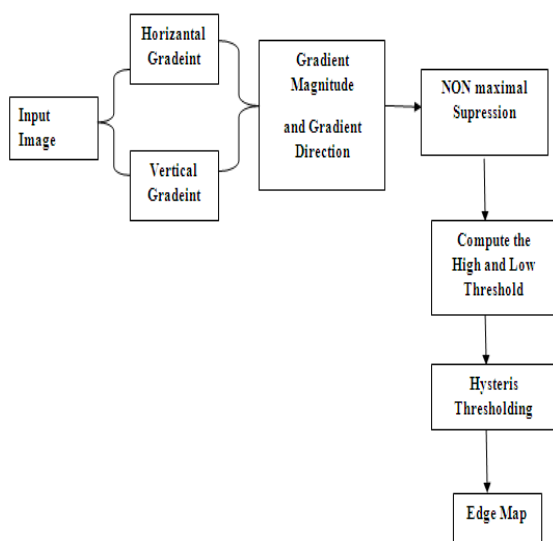 Input
Image
Horizantal
Gradeint
Vertical
Gradeint
Gradient
Magnitude
and Gradient
Direction
NON maximal
Supression
Compute the
High and Low
Threshold
Hysteris
Thresholding
Edge Map